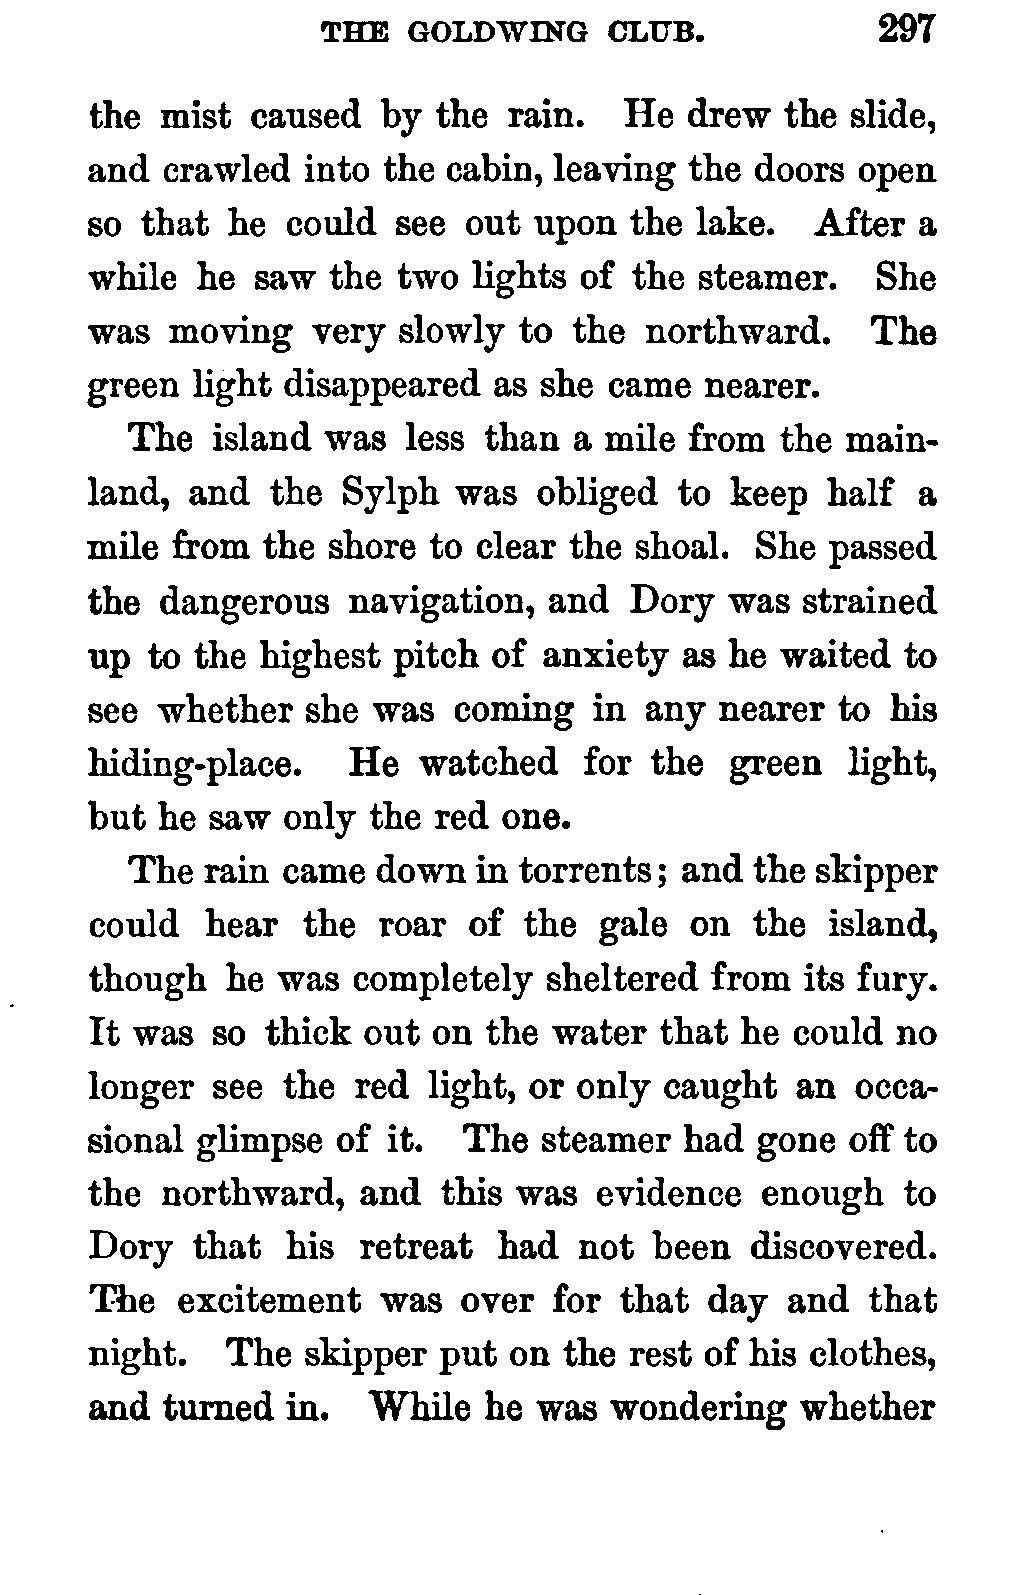 THE GOLDWING CLUB. 297
the mist caused by the rain. He drew the slide,
and crawled into the cabin, leaving the doors open
so that he could see out upon the lake. After a
while he saw the two lights of the steamer. She
was moving very slowly to the northward. The
green light disappeared as she came nearer.
The island was less than a mile from the main-
land, and the Sylph was obliged to keep half a
mile from the shore to clear the shoal. She passed
the dangerous navigation, and Dory was strained
up to the highest pitch of anxiety as he waited to
see whether she was coming in any nearer to his
hiding-place. He watched for the green light,
but he saw only the red one.
The rain came down in torrents; and the skipper
could hear the roar of the gale on the island,
though he was completely sheltered from its fury.
It was so thick out on the water that he could no
longer see the red light, or only caught an occa-
sional glimpse of it. The steamer had gone off to
the northward, and this was evidence enough to
Dory that his retreat had not been discovered.
The excitement was over for that day and that
night. The skipper put on the rest of his clothes,
and turned in. While he was wondering whether